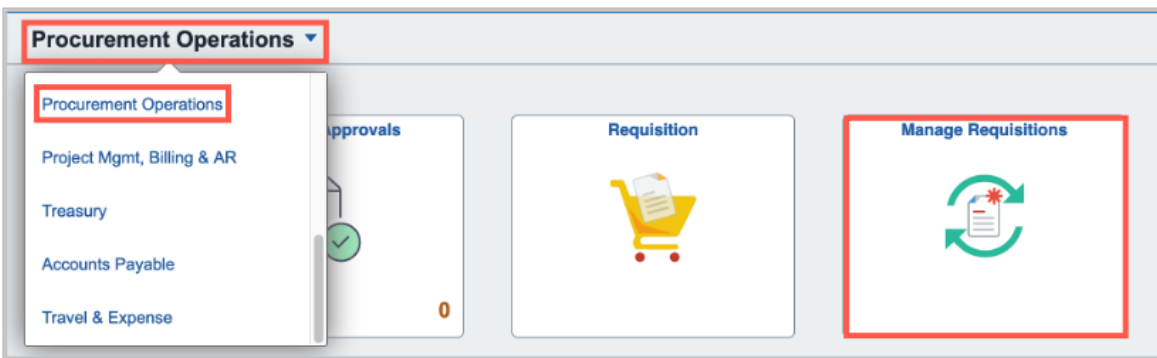 Procurement Operations
Procurement Operations
Project Mgmt, Billing & AR
Treasury
Accounts Payable
Travel & Expense
Approvals
0
Requisition
Manage Requisitions